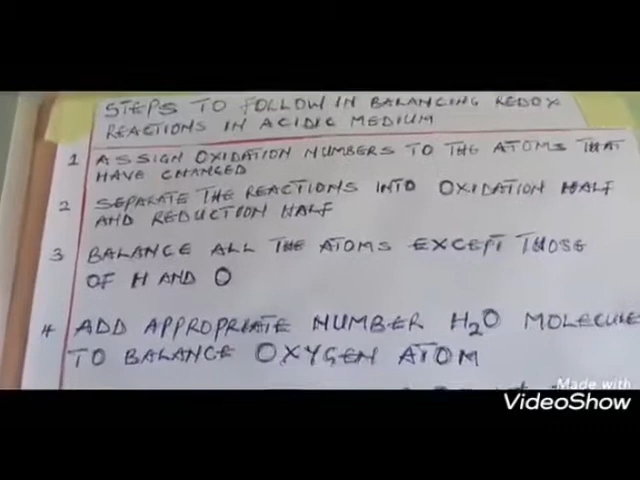 STEPS TO FOLLOW IN BALANCING REDOX
REACTIONS IN ACIDIC MEDIUM
1 ASSIGN OXIDATION NUMBERS TO THE ATOMS THAT
HAVE CHANGED
2 SEPARATE THE REACTIONS INTO OXIDATION HALF
AND REDUCTION HALF
3 BALANCE ALL THE ATOMS EXCEPT THOSE
OF H AND O
4 ADD APPROPRIATE NUMBER H2O MOLECULE
TO BALANCE OXYGEN ATOM
Made with
VideoShow